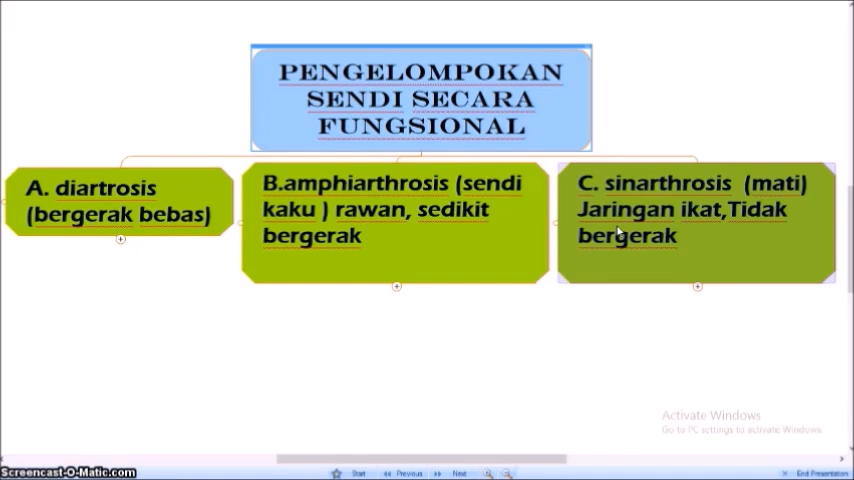 PENGELOMPOKAN
SENDI SECARA
FUNGSIONAL
A. diartrosis
(bergerak bebas)
B.amphiarthrosis (sendi
kaku ) rawan, sedikit
bergerak
C. sinarthrosis (mati)
Jaringan ikat,Tidak
bergerak
Activate Windows
Go to PC settings to activate Windows.
Screencast-O-Matic.com
Start
Previous
Next
End Presentation